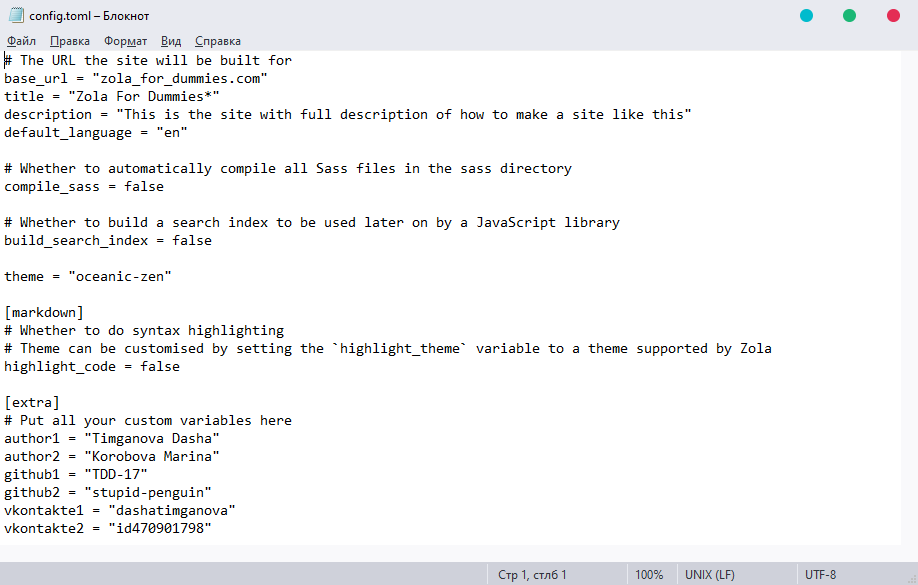 config.toml – Блокнот
Файл Правка Формат Вид Справка
# The URL the site will be built for
base_url = "zola_for_dummies.com"
title = "Zola For Dummies*"
description = "This is the site with full description of how to make a site like this"
default_language = "en"
# Whether to automatically compile all Sass files in the sass directory
compile_sass = false
# Whether to build a search index to be used later on by a JavaScript library
build_search_index = false
theme = "oceanic-zen"
[markdown]
# Whether to do syntax highlighting
# Theme can be customised by setting the `highlight_theme` variable to a theme supported by Zola
highlight_code = false
[extra]
# Put all your custom variables here
author1 = "Timganova Dasha"
author2 = "Korobova Marina"
github1 = "TDD-17"
github2 = "stupid-penguin"
vkontakte1 = "dashatimganova"
vkontakte2 = "id470901798"
Стр 1, стлб 1 100% UNIX (LF) UTF-8